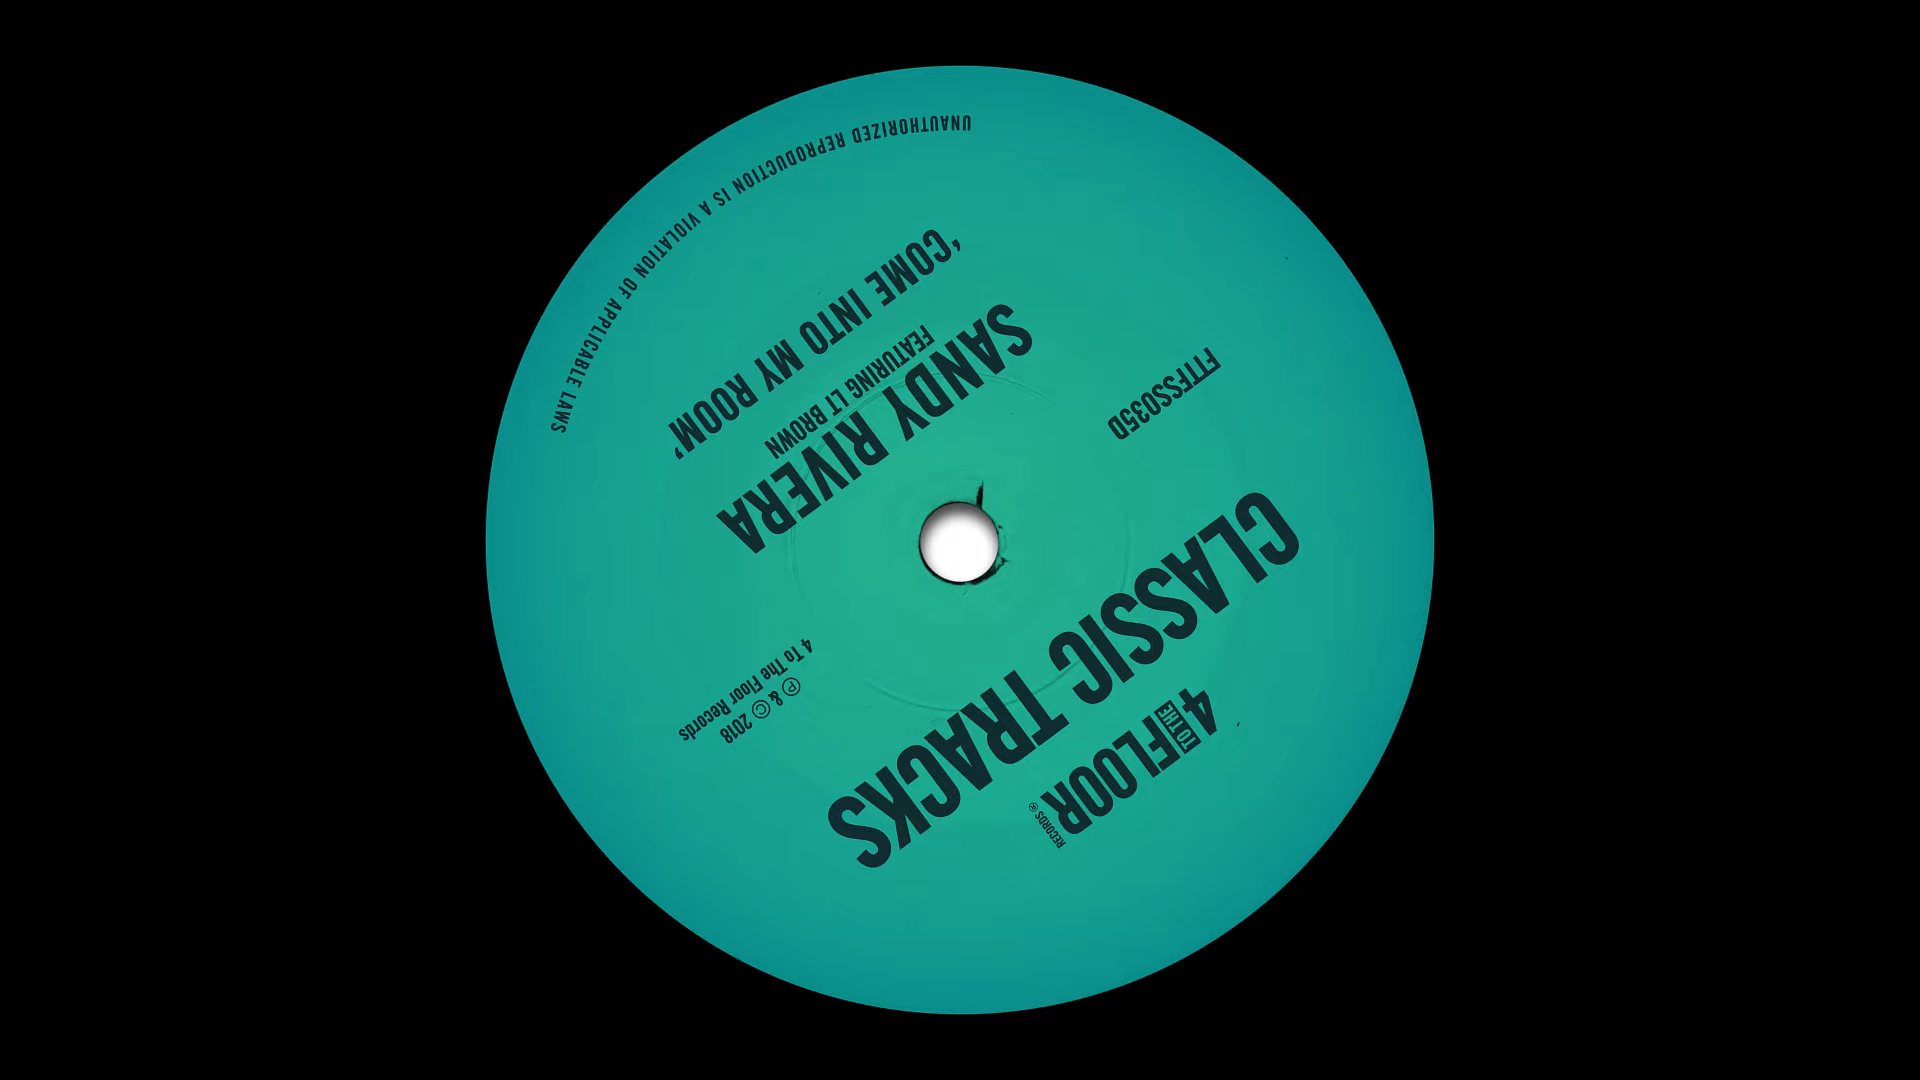 4 TO THE FLOOR
RECORDS ®
CLASSIC TRACKS
FTTFSS035D
℗ & © 2018
4 To The Floor Records
SANDY RIVERA
FEATURING LT BROWN
‘COME INTO MY ROOM’
UNAUTHORIZED REPRODUCTION IS A VIOLATION OF APPLICABLE LAWS